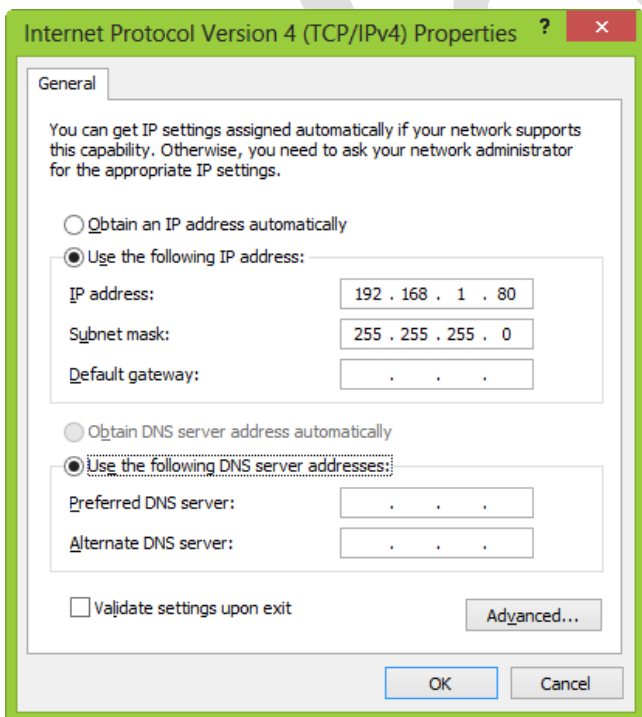 Internet Protocol Version 4 (TCP/IPv4) Properties ? ×
General
You can get IP settings assigned automatically if your network supports
this capability. Otherwise, you need to ask your network administrator
for the appropriate IP settings.
Obtain an IP address automatically
Use the following IP address:
IP address: 192 . 168 . 1 . 80
Subnet mask: 255 . 255 . 255 . 0
Default gateway: . . .
Obtain DNS server address automatically
Use the following DNS server addresses:
Preferred DNS server: . . .
Alternate DNS server: . . .
Validate settings upon exit
Advanced...
OK Cancel